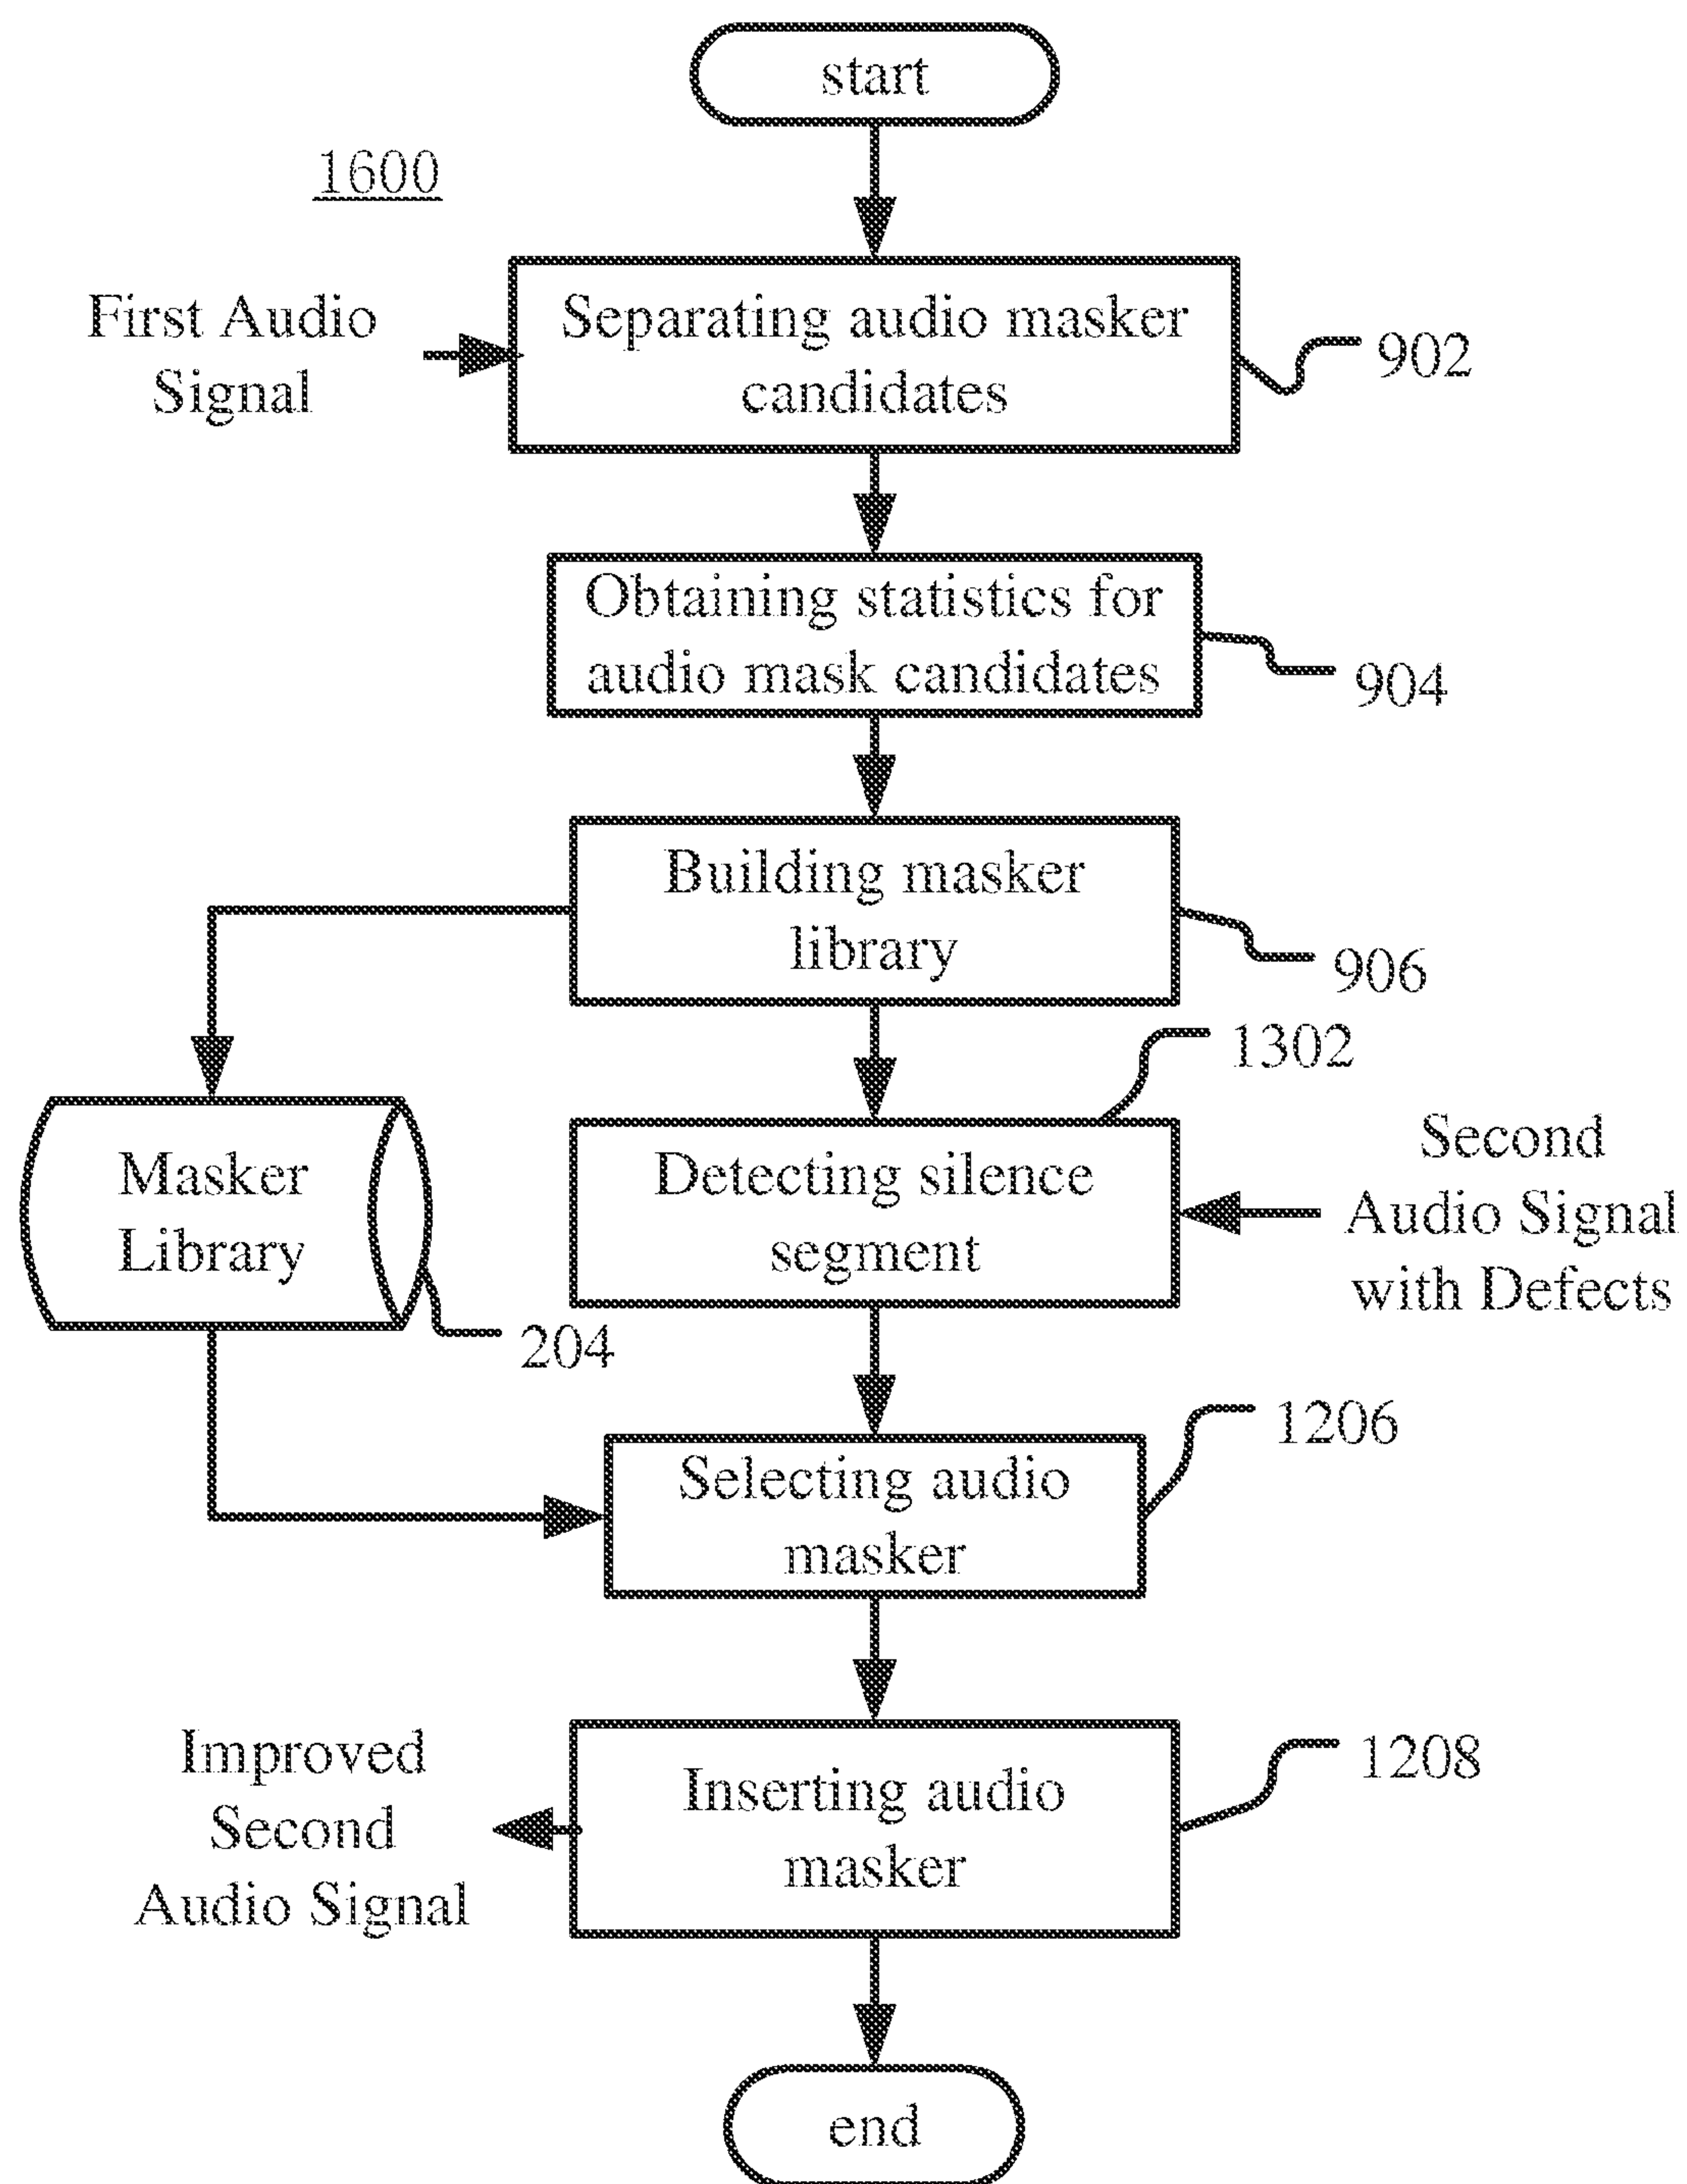 start
1600
First Audio
Signal
Separating audio masker
candidates
902
Obtaining statistics for
audio mask candidates
904
Building masker
library
906
1302
Masker
Library
204
Detecting silence
segment
Second
Audio Signal
with Defects
1206
Selecting audio
masker
Improved
Second
Audio Signal
Inserting audio
masker
1208
end